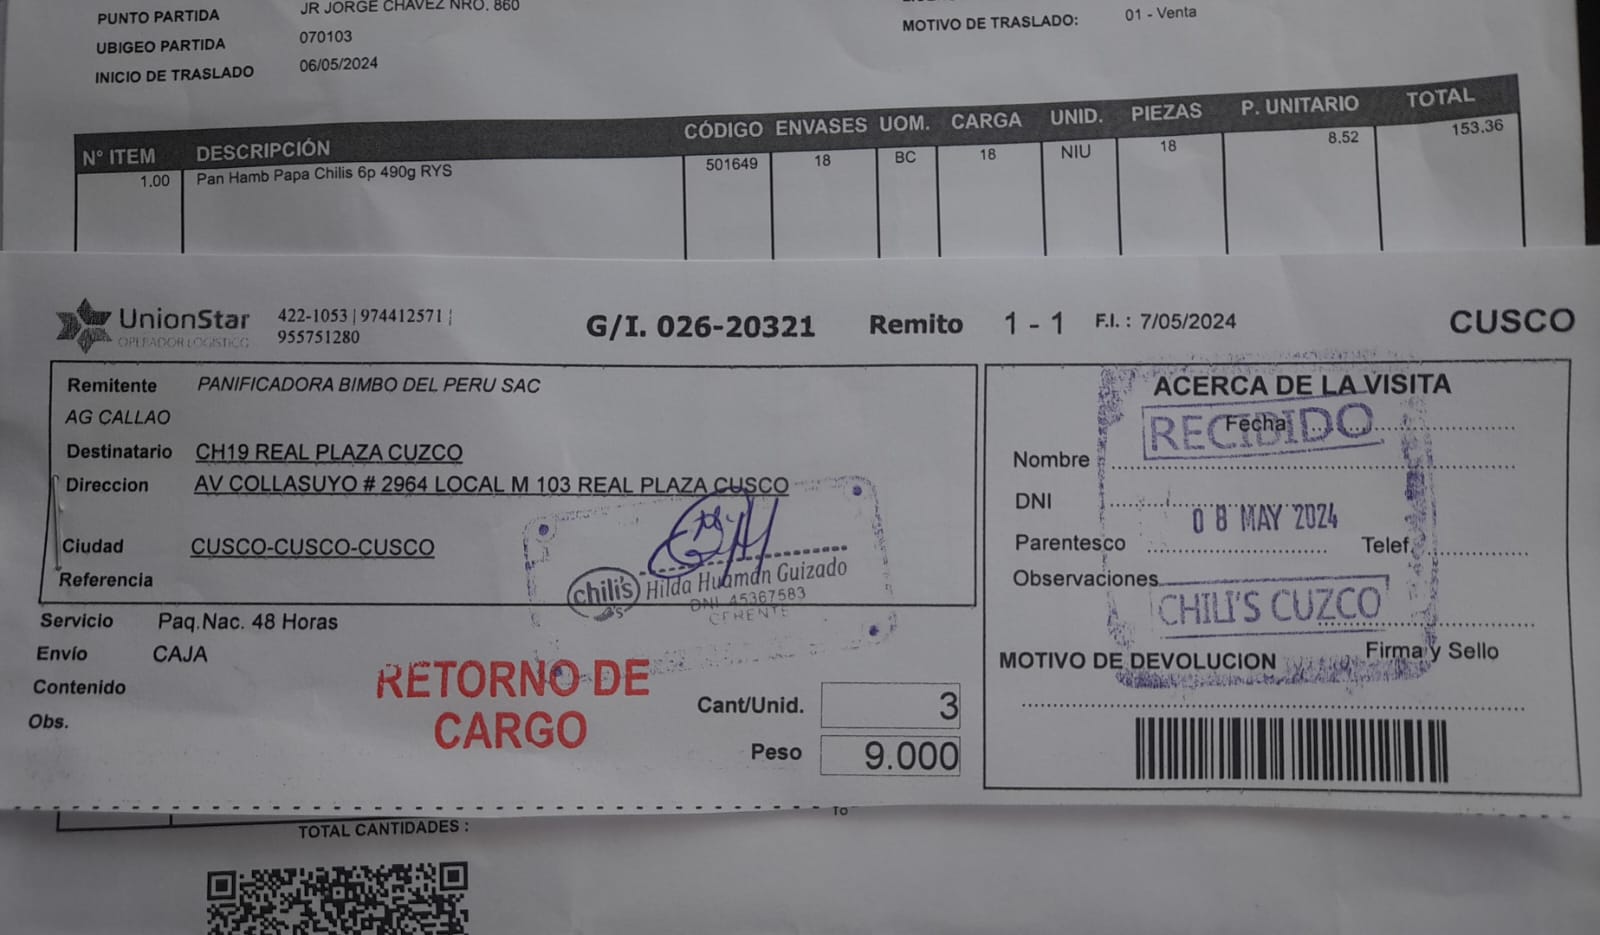 PUNTO PARTIDA JR JORGE CHAVEZ NRO. 860
UBIGEO PARTIDA 070103
INICIO DE TRASLADO 06/05/2024
MOTIVO DE TRASLADO: 01 - Venta
N° ITEM DESCRIPCIÓN CÓDIGO ENVASES UOM. CARGA UNID. PIEZAS P. UNITARIO TOTAL
1.00 Pan Hamb Papa Chilis 6p 490g RYS 501649 18 BC 18 NIU 18 8.52 153.36
UnionStar
OPERADOR LOGISTICO
422-1053 | 974412571 |
955751280
G/I. 026-20321 Remito 1 - 1 F.I. : 7/05/2024 CUSCO
Remitente PANIFICADORA BIMBO DEL PERU SAC
AG CALLAO
Destinatario CH19 REAL PLAZA CUZCO
Direccion AV COLLASUYO # 2964 LOCAL M 103 REAL PLAZA CUSCO
Ciudad CUSCO-CUSCO-CUSCO
Referencia
chili's Hilda Huamán Guizado
DNI 45367583
GERENTE
Servicio Paq.Nac. 48 Horas
Envío CAJA
Contenido
Obs.
RETORNO DE
CARGO
Cant/Unid. 3
Peso 9.000
ACERCA DE LA VISITA
RECIBIDO
Fecha
Nombre
DNI
08 MAY 2024
Parentesco Telef.
Observaciones
CHILI'S CUZCO
Firma y Sello
MOTIVO DE DEVOLUCION
TOTAL CANTIDADES :